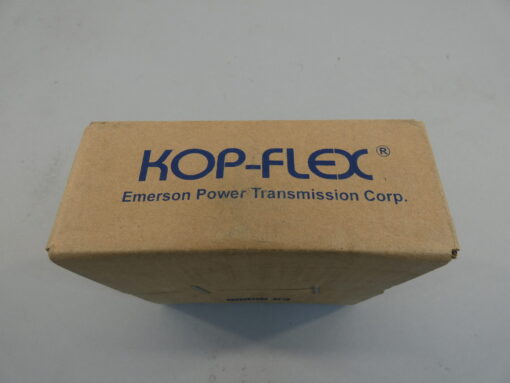 KOP-FLEX®
Emerson Power Transmission Corp.